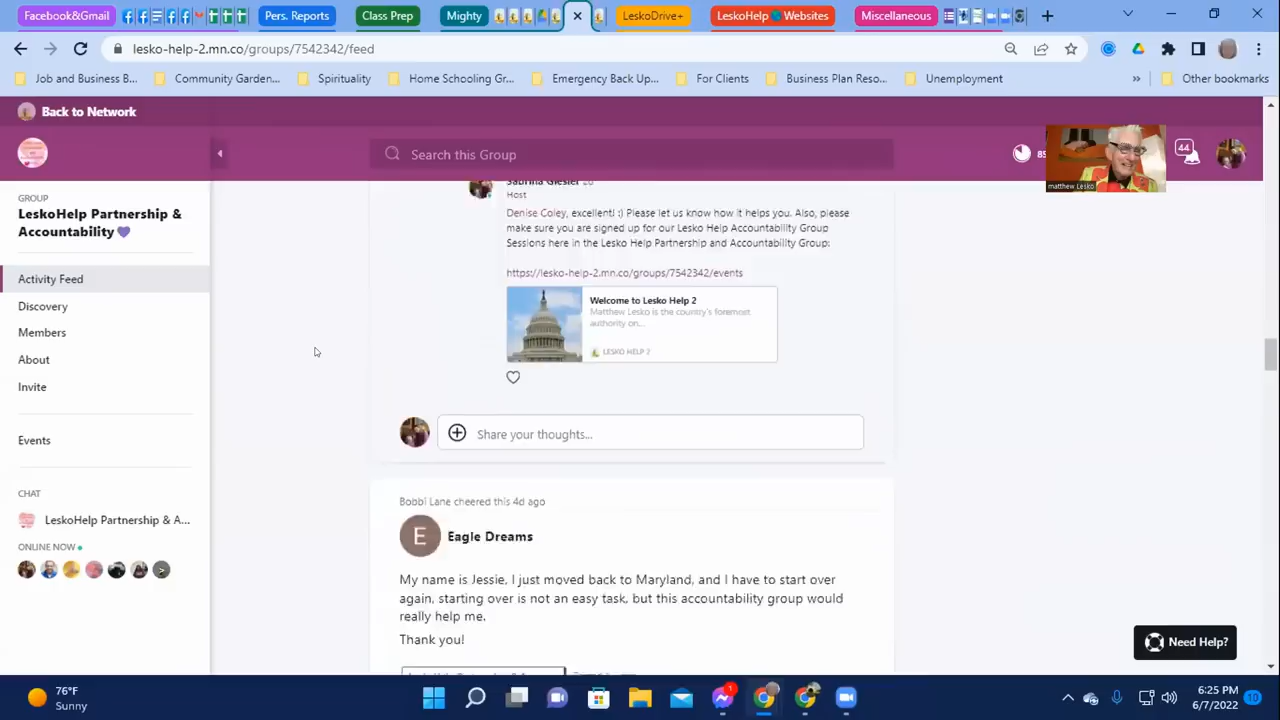 Facebook&Gmail
Pers. Reports
Class Prep
Mighty
LeskoDrive+
LeskoHelp Websites
Miscellaneous
lesko-help-2.mn.co/groups/7542342/feed
Job and Business B...
Community Garden...
Spirituality
Home Schooling Gr...
Emergency Back Up...
For Clients
Business Plan Reso...
Unemployment
Other bookmarks
Back to Network
Search this Group
44
matthew Lesko
GROUP
LeskoHelp Partnership &
Accountability
Activity Feed
Discovery
Members
About
Invite
Events
CHAT
LeskoHelp Partnership & A...
ONLINE NOW
Sabrina Giesler 2d
Host
Denise Coley, excellent! :) Please let us know how it helps you. Also, please
make sure you are signed up for our Lesko Help Accountability Group
Sessions here in the Lesko Help Partnership and Accountability Group:
https://lesko-help-2.mn.co/groups/7542342/events
Welcome to Lesko Help 2
Matthew Lesko is the country's foremost
authority on...
LESKO HELP 2
Share your thoughts...
Bobbi Lane cheered this 4d ago
E
Eagle Dreams
My name is Jessie, I just moved back to Maryland, and I have to start over
again, starting over is not an easy task, but this accountability group would
really help me.
Thank you!
Need Help?
76°F
Sunny
1
6:25 PM
6/7/2022
10